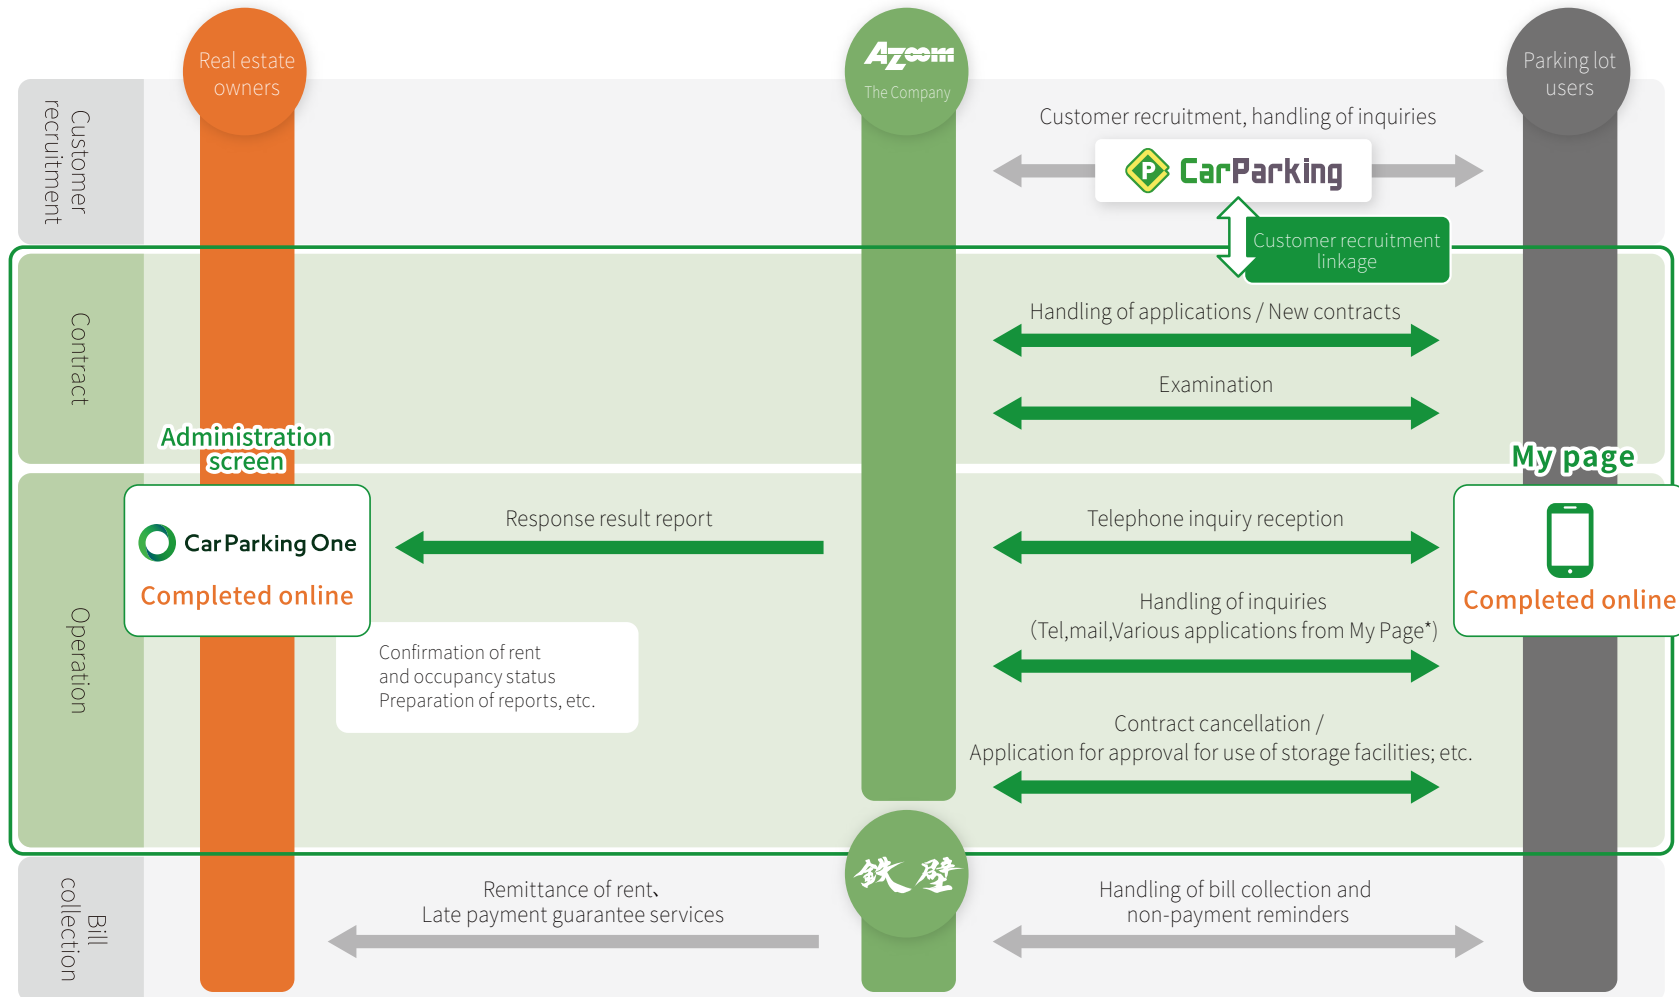 Real estate
owners
Azoom
The Company
Parking lot
users
Customer
recruitment
Customer recruitment, handling of inquiries
P CarParking
Customer recruitment
linkage
Contract
Handling of applications / New contracts
Examination
Administration
screen
My page
Operation
CarParking One
Completed online
Response result report
Confirmation of rent
and occupancy status
Preparation of reports, etc.
Telephone inquiry reception
Handling of inquiries
(Tel,mail,Various applications from My Page*)
Completed online
Contract cancellation /
Application for approval for use of storage facilities; etc.
Bill
collection
Remittance of rent、
Late payment guarantee services
鉄壁
Handling of bill collection and
non-payment reminders